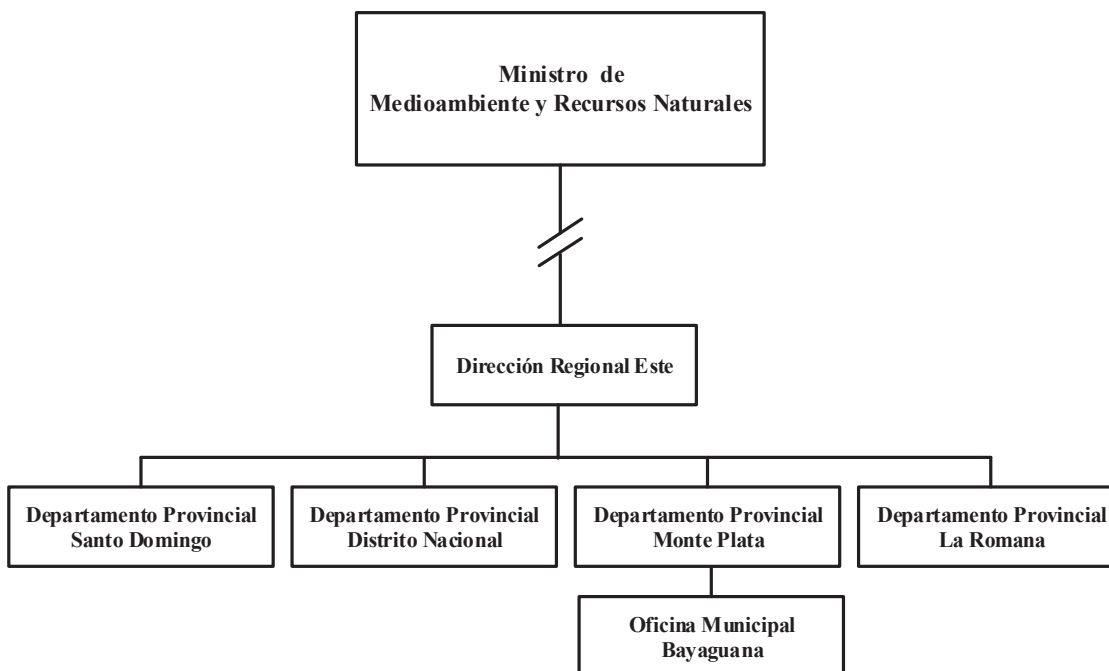 Ministro de
Medioambiente y Recursos Naturales
Dirección Regional Este
Departamento Provincial
Santo Domingo
Departamento Provincial
Distrito Nacional
Departamento Provincial
Monte Plata
Departamento Provincial
La Romana
Oficina Municipal
Bayaguana